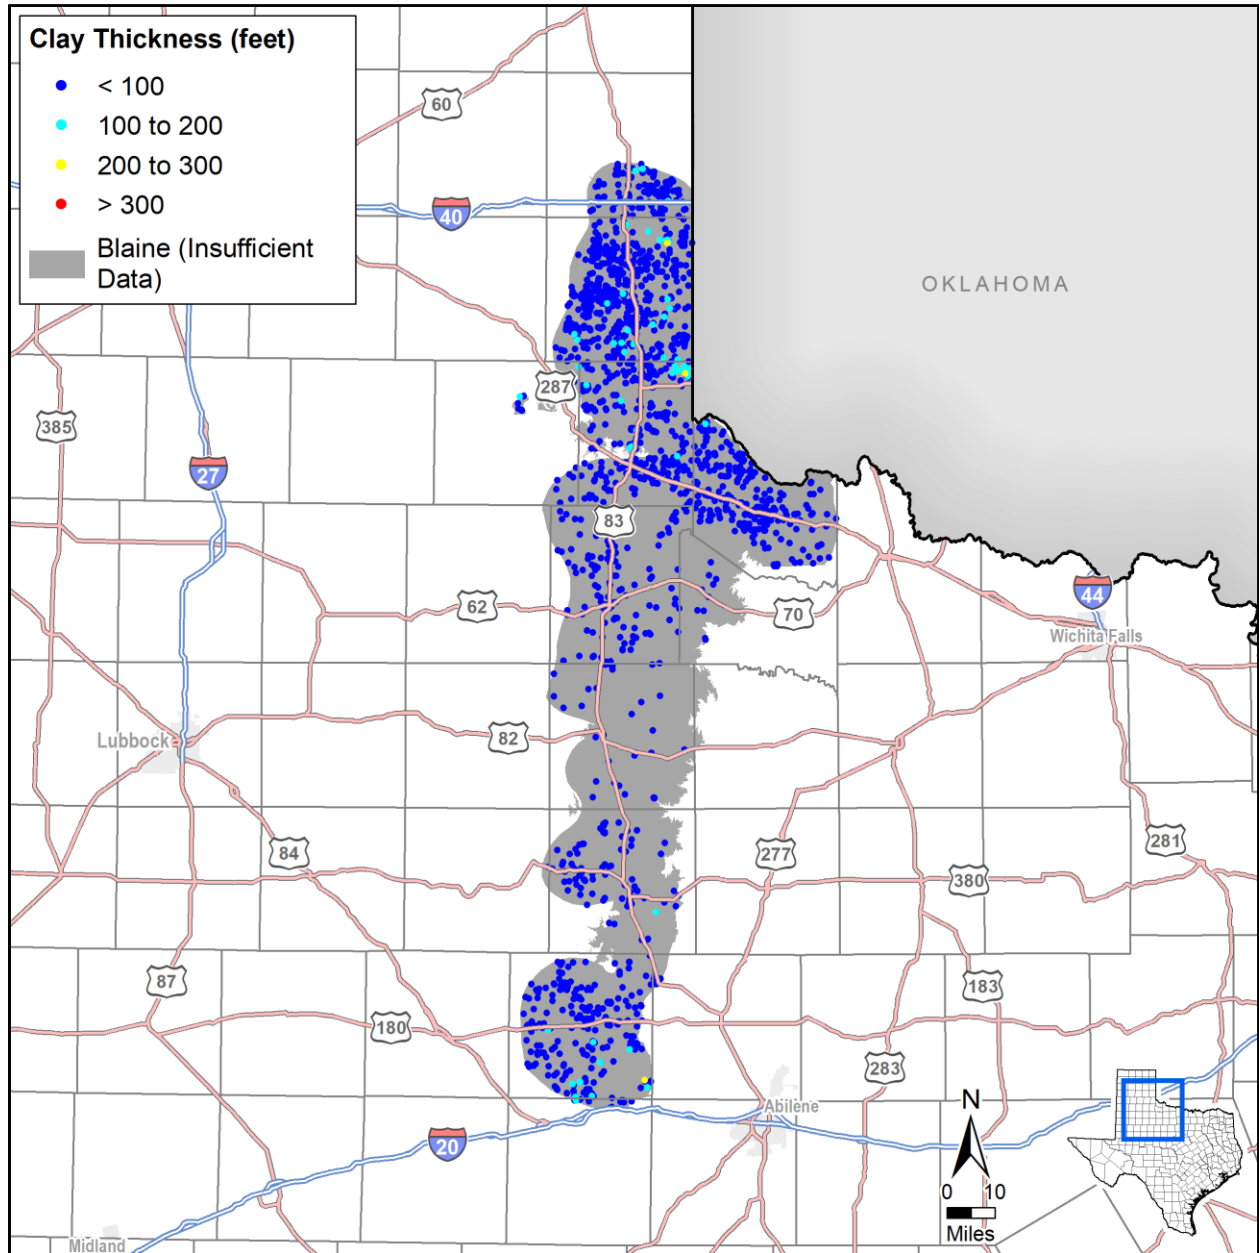 Clay Thickness (feet)
< 100
100 to 200
200 to 300
> 300
Blaine (Insufficient
Data)
60
40
OKLAHOMA
287
385
27
83
62
70
44
Wichita Falls
Lubbock
82
84
277
281
380
87
180
183
283
Abilene
20
N
0 10
Miles
Midland